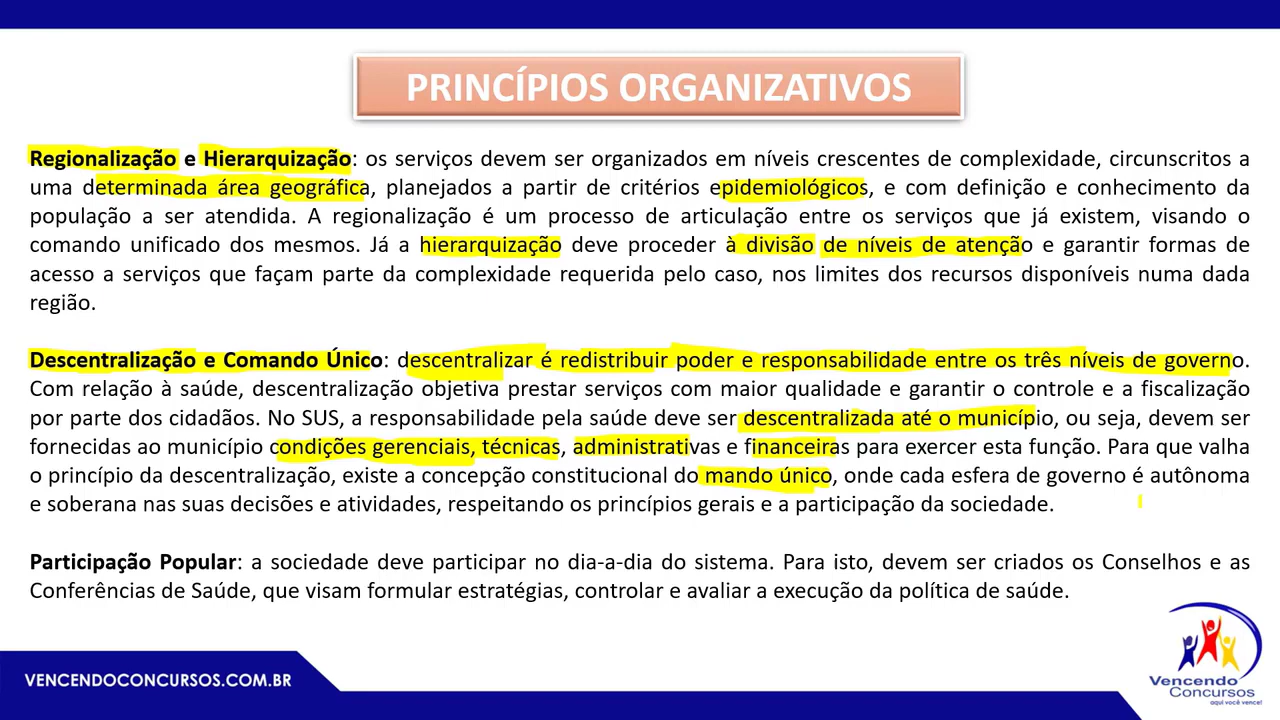 PRINCÍPIOS ORGANIZATIVOS
Regionalização e Hierarquização: os serviços devem ser organizados em níveis crescentes de complexidade, circunscritos a
uma determinada área geográfica, planejados a partir de critérios epidemiológicos, e com definição e conhecimento da
população a ser atendida. A regionalização é um processo de articulação entre os serviços que já existem, visando o
comando unificado dos mesmos. Já a hierarquização deve proceder à divisão de níveis de atenção e garantir formas de
acesso a serviços que façam parte da complexidade requerida pelo caso, nos limites dos recursos disponíveis numa dada
região.
Descentralização e Comando Único: descentralizar é redistribuir poder e responsabilidade entre os três níveis de governo.
Com relação à saúde, descentralização objetiva prestar serviços com maior qualidade e garantir o controle e a fiscalização
por parte dos cidadãos. No SUS, a responsabilidade pela saúde deve ser descentralizada até o município, ou seja, devem ser
fornecidas ao município condições gerenciais, técnicas, administrativas e financeiras para exercer esta função. Para que valha
o princípio da descentralização, existe a concepção constitucional do mando único, onde cada esfera de governo é autônoma
e soberana nas suas decisões e atividades, respeitando os princípios gerais e a participação da sociedade.
Participação Popular: a sociedade deve participar no dia-a-dia do sistema. Para isto, devem ser criados os Conselhos e as
Conferências de Saúde, que visam formular estratégias, controlar e avaliar a execução da política de saúde.
VENCENDOCONCURSOS.COM.BR
Vencendo
Concursos
aqui você vence!